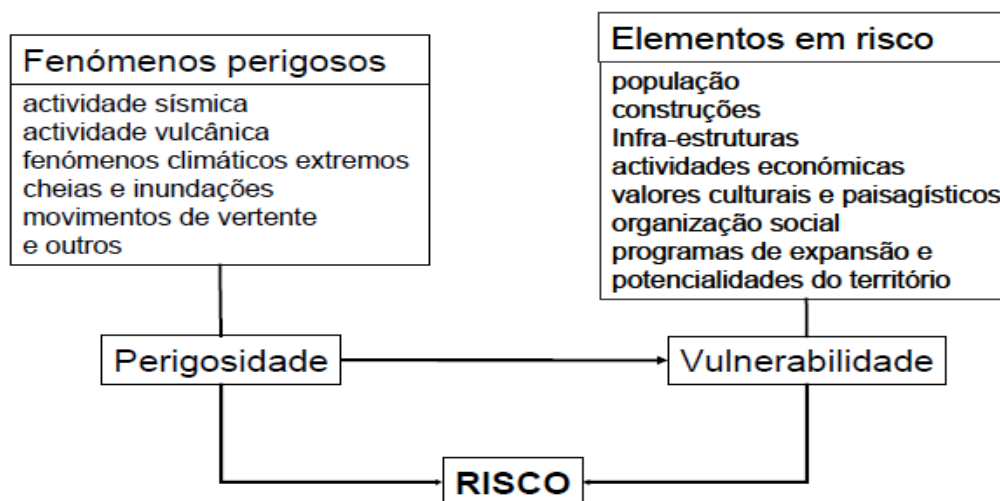 Fenómenos perigosos
actividade sísmica
actividade vulcânica
fenómenos climáticos extremos
cheias e inundações
movimentos de vertente
e outros
Elementos em risco
população
construções
Infra-estruturas
actividades económicas
valores culturais e paisagísticos
organização social
programas de expansão e
potencialidades do território
Perigosidade
Vulnerabilidade
RISCO